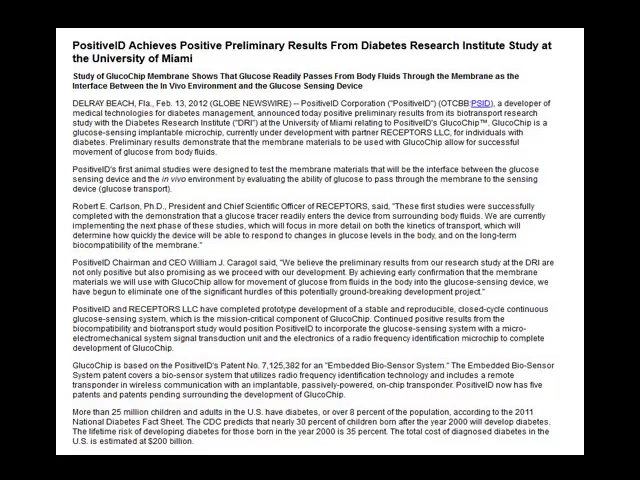 PositiveID Achieves Positive Preliminary Results From Diabetes Research Institute Study at
the University of Miami
Study of GlucoChip Membrane Shows That Glucose Readily Passes From Body Fluids Through the Membrane as the
Interface Between the In Vivo Environment and the Glucose Sensing Device
DELRAY BEACH, Fla., Feb. 13, 2012 (GLOBE NEWSWIRE) -- PositiveID Corporation ("PositiveID") (OTCBB:PSID), a developer of
medical technologies for diabetes management, announced today positive preliminary results from its biotransport research
study with the Diabetes Research Institute ("DRI") at the University of Miami relating to PositiveID's GlucoChip™. GlucoChip is a
glucose-sensing implantable microchip, currently under development with partner RECEPTORS LLC, for individuals with
diabetes. Preliminary results demonstrate that the membrane materials to be used with GlucoChip allow for successful
movement of glucose from body fluids.
PositiveID's first animal studies were designed to test the membrane materials that will be the interface between the glucose
sensing device and the in vivo environment by evaluating the ability of glucose to pass through the membrane to the sensing
device (glucose transport).
Robert E. Carlson, Ph.D., President and Chief Scientific Officer of RECEPTORS, said, "These first studies were successfully
completed with the demonstration that a glucose tracer readily enters the device from surrounding body fluids. We are currently
implementing the next phase of these studies, which will focus in more detail on both the kinetics of transport, which will
determine how quickly the device will be able to respond to changes in glucose levels in the body, and on the long-term
biocompatibility of the membrane."
PositiveID Chairman and CEO William J. Caragol said, "We believe the preliminary results from our research study at the DRI are
not only positive but also promising as we proceed with our development. By achieving early confirmation that the membrane
materials we will use with GlucoChip allow for movement of glucose from fluids in the body into the glucose-sensing device, we
have begun to eliminate one of the significant hurdles of this potentially ground-breaking development project."
PositiveID and RECEPTORS LLC have completed prototype development of a stable and reproducible, closed-cycle continuous
glucose-sensing system, which is the mission-critical component of GlucoChip. Continued positive results from the
biocompatibility and biotransport study would position PositiveID to incorporate the glucose-sensing system with a micro-
electromechanical system signal transduction unit and the electronics of a radio frequency identification microchip to complete
development of GlucoChip.
GlucoChip is based on the PositiveID's Patent No. 7,125,382 for an "Embedded Bio-Sensor System." The Embedded Bio-Sensor
System patent covers a bio-sensor system that utilizes radio frequency identification technology and includes a remote
transponder in wireless communication with an implantable, passively-powered, on-chip transponder. PositiveID now has five
patents and patents pending surrounding the development of GlucoChip.
More than 25 million children and adults in the U.S. have diabetes, or over 8 percent of the population, according to the 2011
National Diabetes Fact Sheet. The CDC predicts that nearly 30 percent of children born after the year 2000 will develop diabetes.
The lifetime risk of developing diabetes for those born in the year 2000 is 35 percent. The total cost of diagnosed diabetes in the
U.S. is estimated at $200 billion.